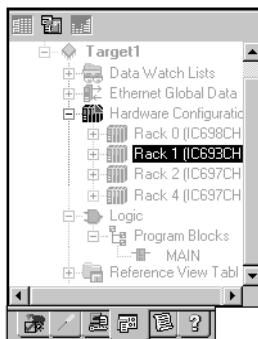 Target1
Data Watch Lists
Ethernet Global Data
Hardware Configuratio
Rack 0 (IC698CH
Rack 1 (IC693CH
Rack 2 (IC697CH
Rack 4 (IC697CH
Logic
Program Blocks
MAIN
Reference View Tabl